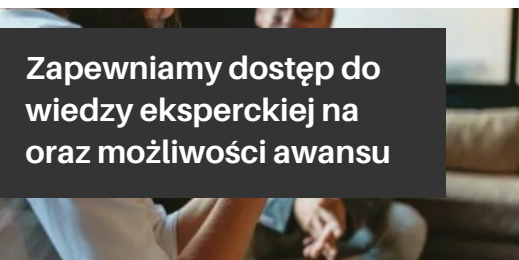 Zapewniamy dostęp do
wiedzy eksperckiej na
oraz możliwości awansu